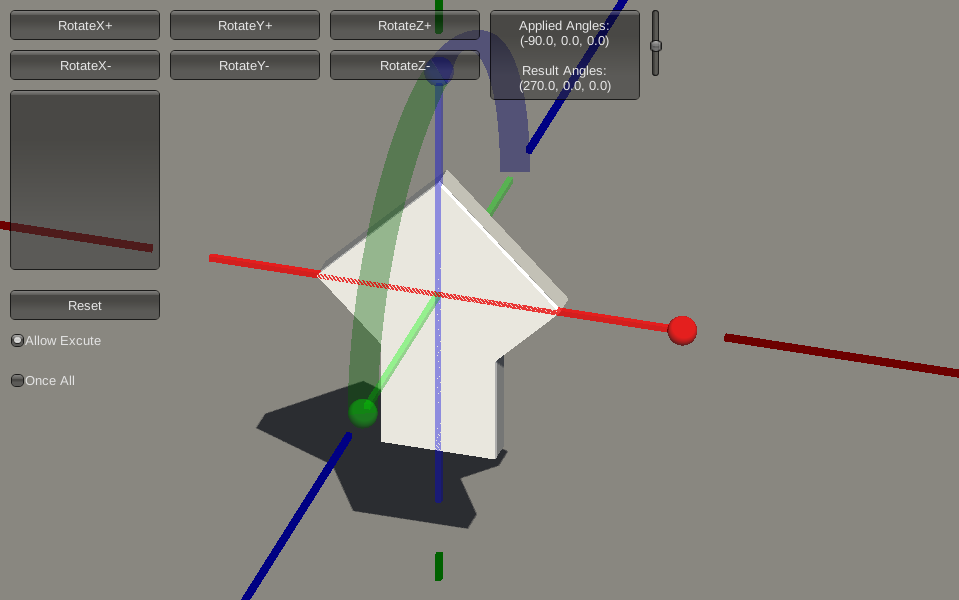 RotateX+
RotateY+
RotateZ+
Applied Angles:
(-90.0, 0.0, 0.0)
RotateX-
RotateY-
RotateZ-
Result Angles:
(270.0, 0.0, 0.0)
Reset
Allow Excute
Once All